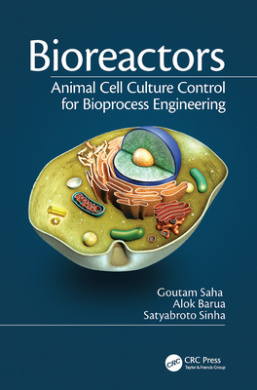 Bioreactors
Animal Cell Culture Control
for Bioprocess Engineering
Goutam Saha
Alok Barua
Satyabroto Sinha
CRC Press
Taylor & Francis Group